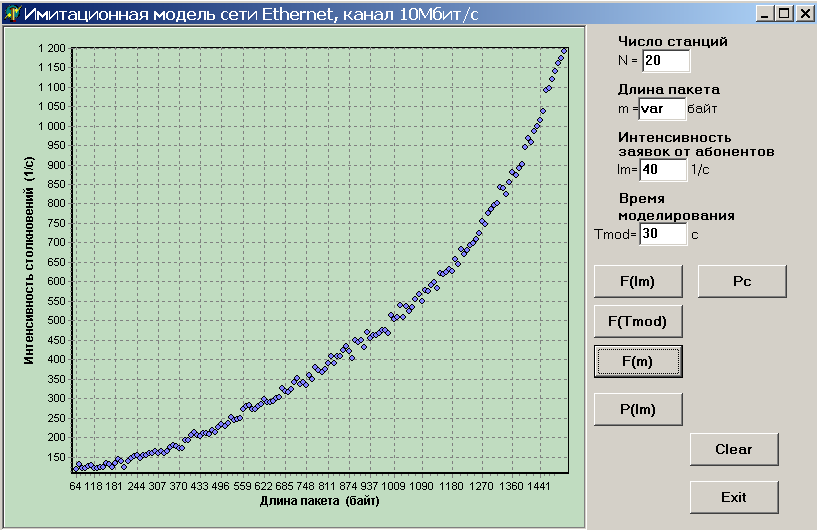 Имитационная модель сети Ethernet, канал 10Мбит/с
Интенсивность столкновений (1/с)
1 200
1 150
1 100
1 050
1 000
950
900
850
800
750
700
650
600
550
500
450
400
350
300
250
200
150
64 118 181 244 307 370 433 496 559 622 685 748 811 874 937 1009 1090 1180 1270 1360 1441
Длина пакета (байт)
Число станций
N = 20
Длина пакета
m = var байт
Интенсивность
заявок от абонентов
lm= 40 1/с
Время
моделирования
Tmod= 30 с
F(lm) Pc
F(Tmod)
F(m)
P(lm)
Clear
Exit